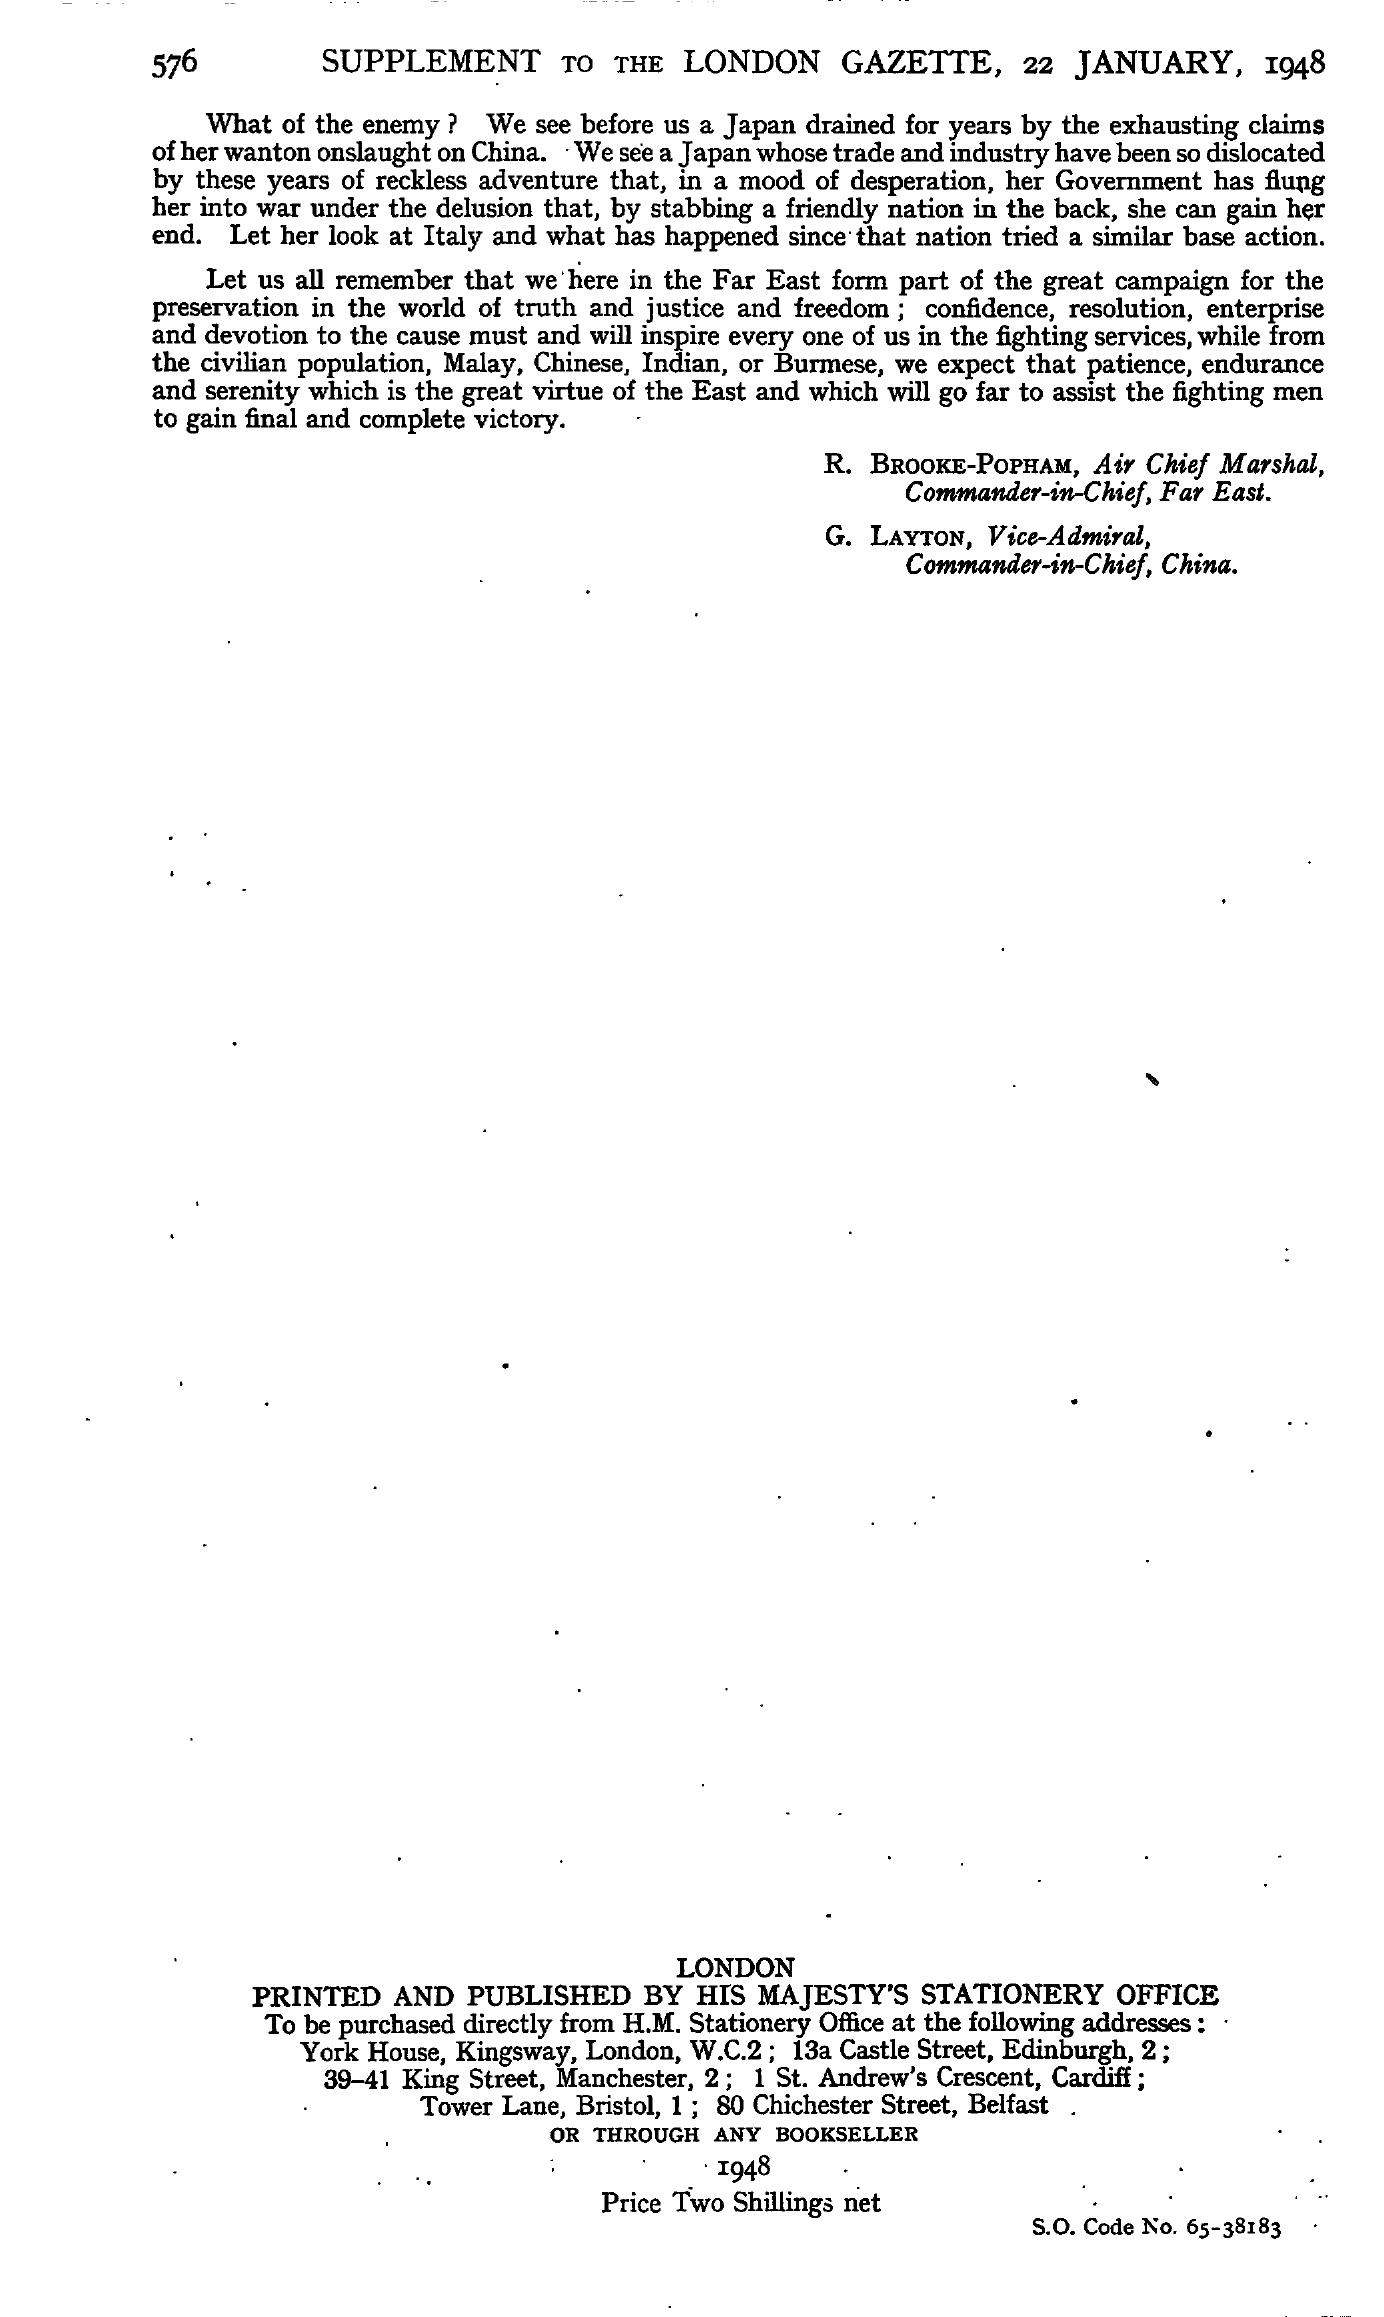 576 SUPPLEMENT TO THE LONDON GAZETTE, 22 JANUARY, 1948
What of the enemy ? We see before us a Japan drained for years by the exhausting claims
of her wanton onslaught on China. We see a Japan whose trade and industry have been so dislocated
by these years of reckless adventure that, in a mood of desperation, her Government has flung
her into war under the delusion that, by stabbing a friendly nation in the back, she can gain her
end. Let her look at Italy and what has happened since that nation tried a similar base action.
Let us all remember that we here in the Far East form part of the great campaign for the
preservation in the world of truth and justice and freedom ; confidence, resolution, enterprise
and devotion to the cause must and will inspire every one of us in the fighting services, while from
the civilian population, Malay, Chinese, Indian, or Burmese, we expect that patience, endurance
and serenity which is the great virtue of the East and which will go far to assist the fighting men
to gain final and complete victory.
R. BROOKE-POPHAM, Air Chief Marshal,
Commander-in-Chief, Far East.
G. LAYTON, Vice-Admiral,
Commander-in-Chief, China.
LONDON
PRINTED AND PUBLISHED BY HIS MAJESTY'S STATIONERY OFFICE
To be purchased directly from H.M. Stationery Office at the following addresses :
York House, Kingsway, London, W.C.2 ; 13a Castle Street, Edinburgh, 2 ;
39–41 King Street, Manchester, 2 ; 1 St. Andrew's Crescent, Cardiff ;
Tower Lane, Bristol, 1 ; 80 Chichester Street, Belfast
OR THROUGH ANY BOOKSELLER
1948
Price Two Shillings net
S.O. Code No. 65-38183